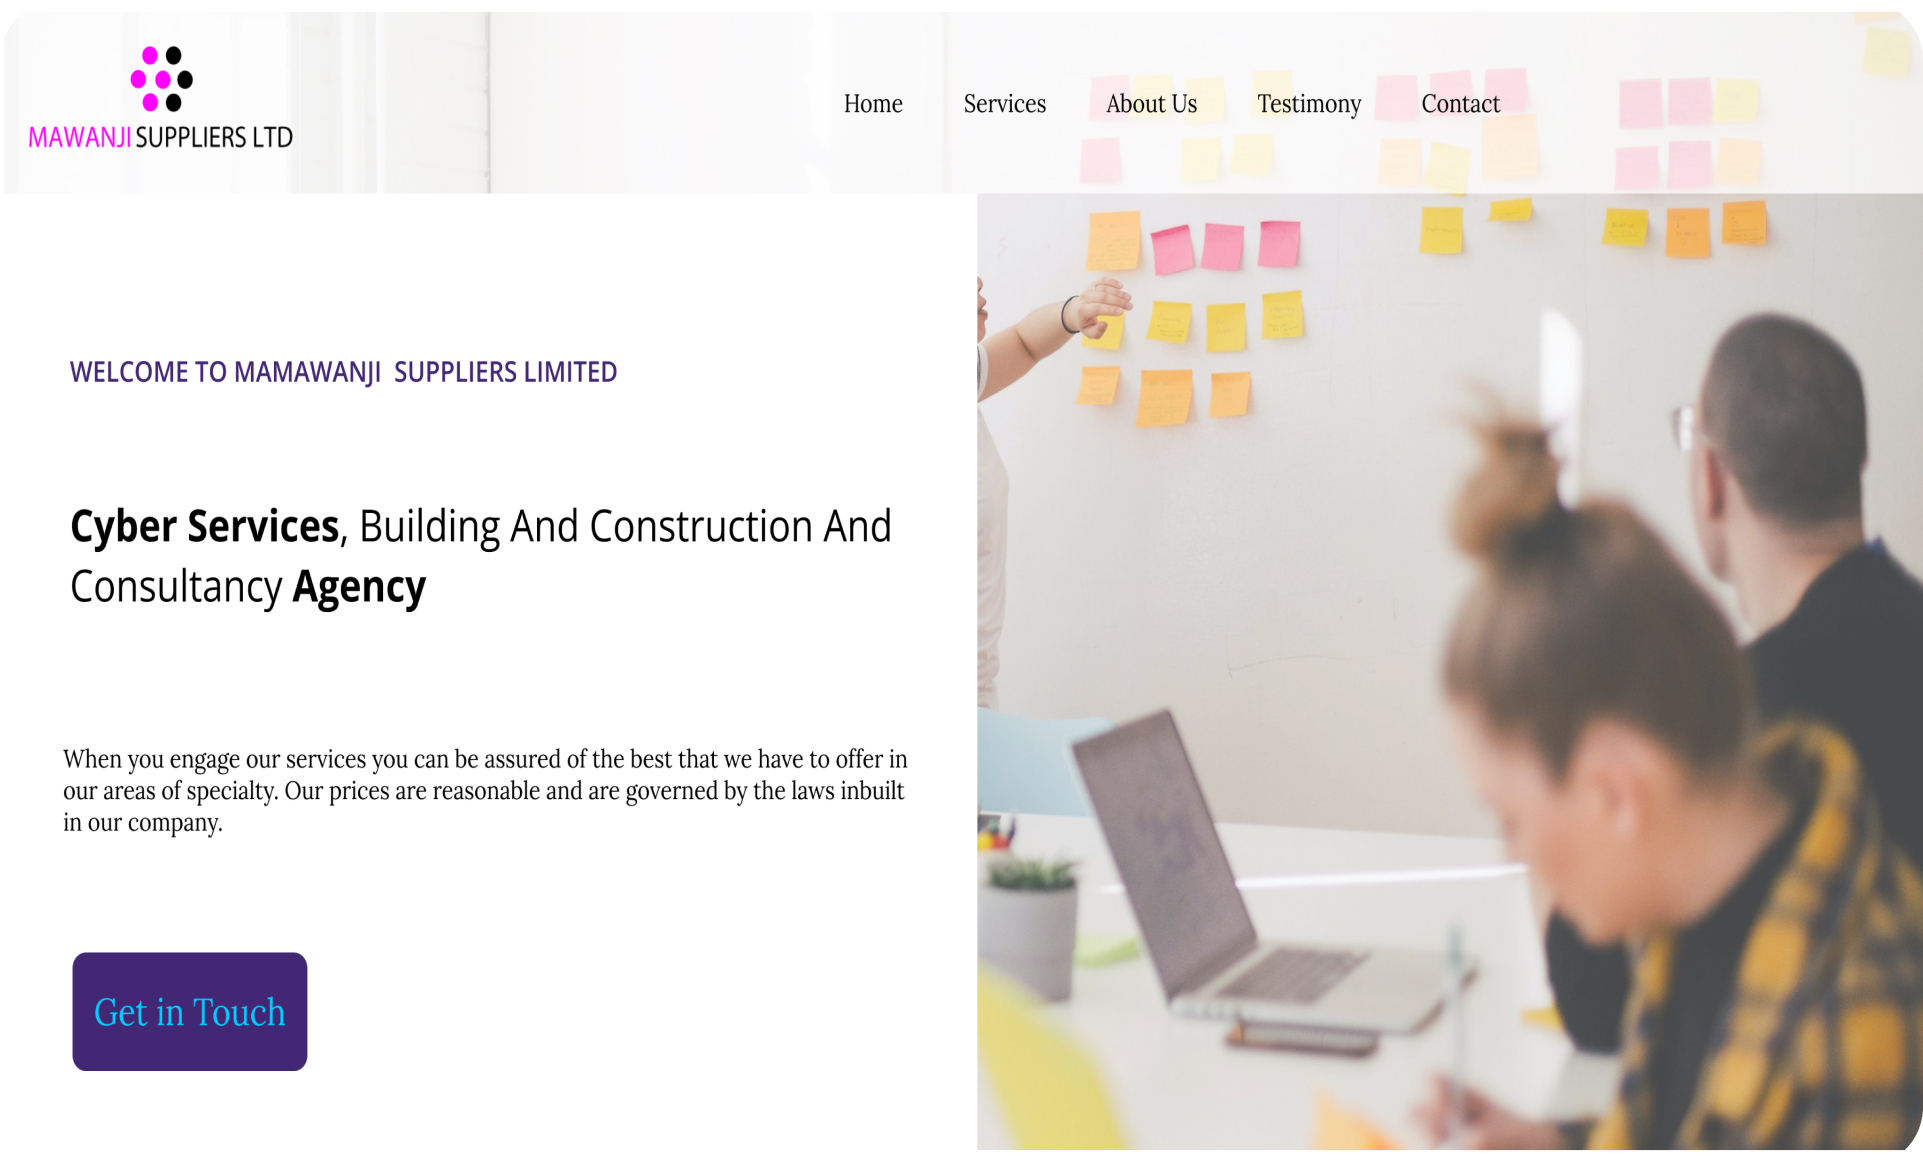 MAWANJI SUPPLIERS LTD
Home Services About Us Testimony Contact
WELCOME TO MAMAWANJI SUPPLIERS LIMITED
Cyber Services, Building And Construction And
Consultancy Agency
When you engage our services you can be assured of the best that we have to offer in
our areas of specialty. Our prices are reasonable and are governed by the laws inbuilt
in our company.
Get in Touch